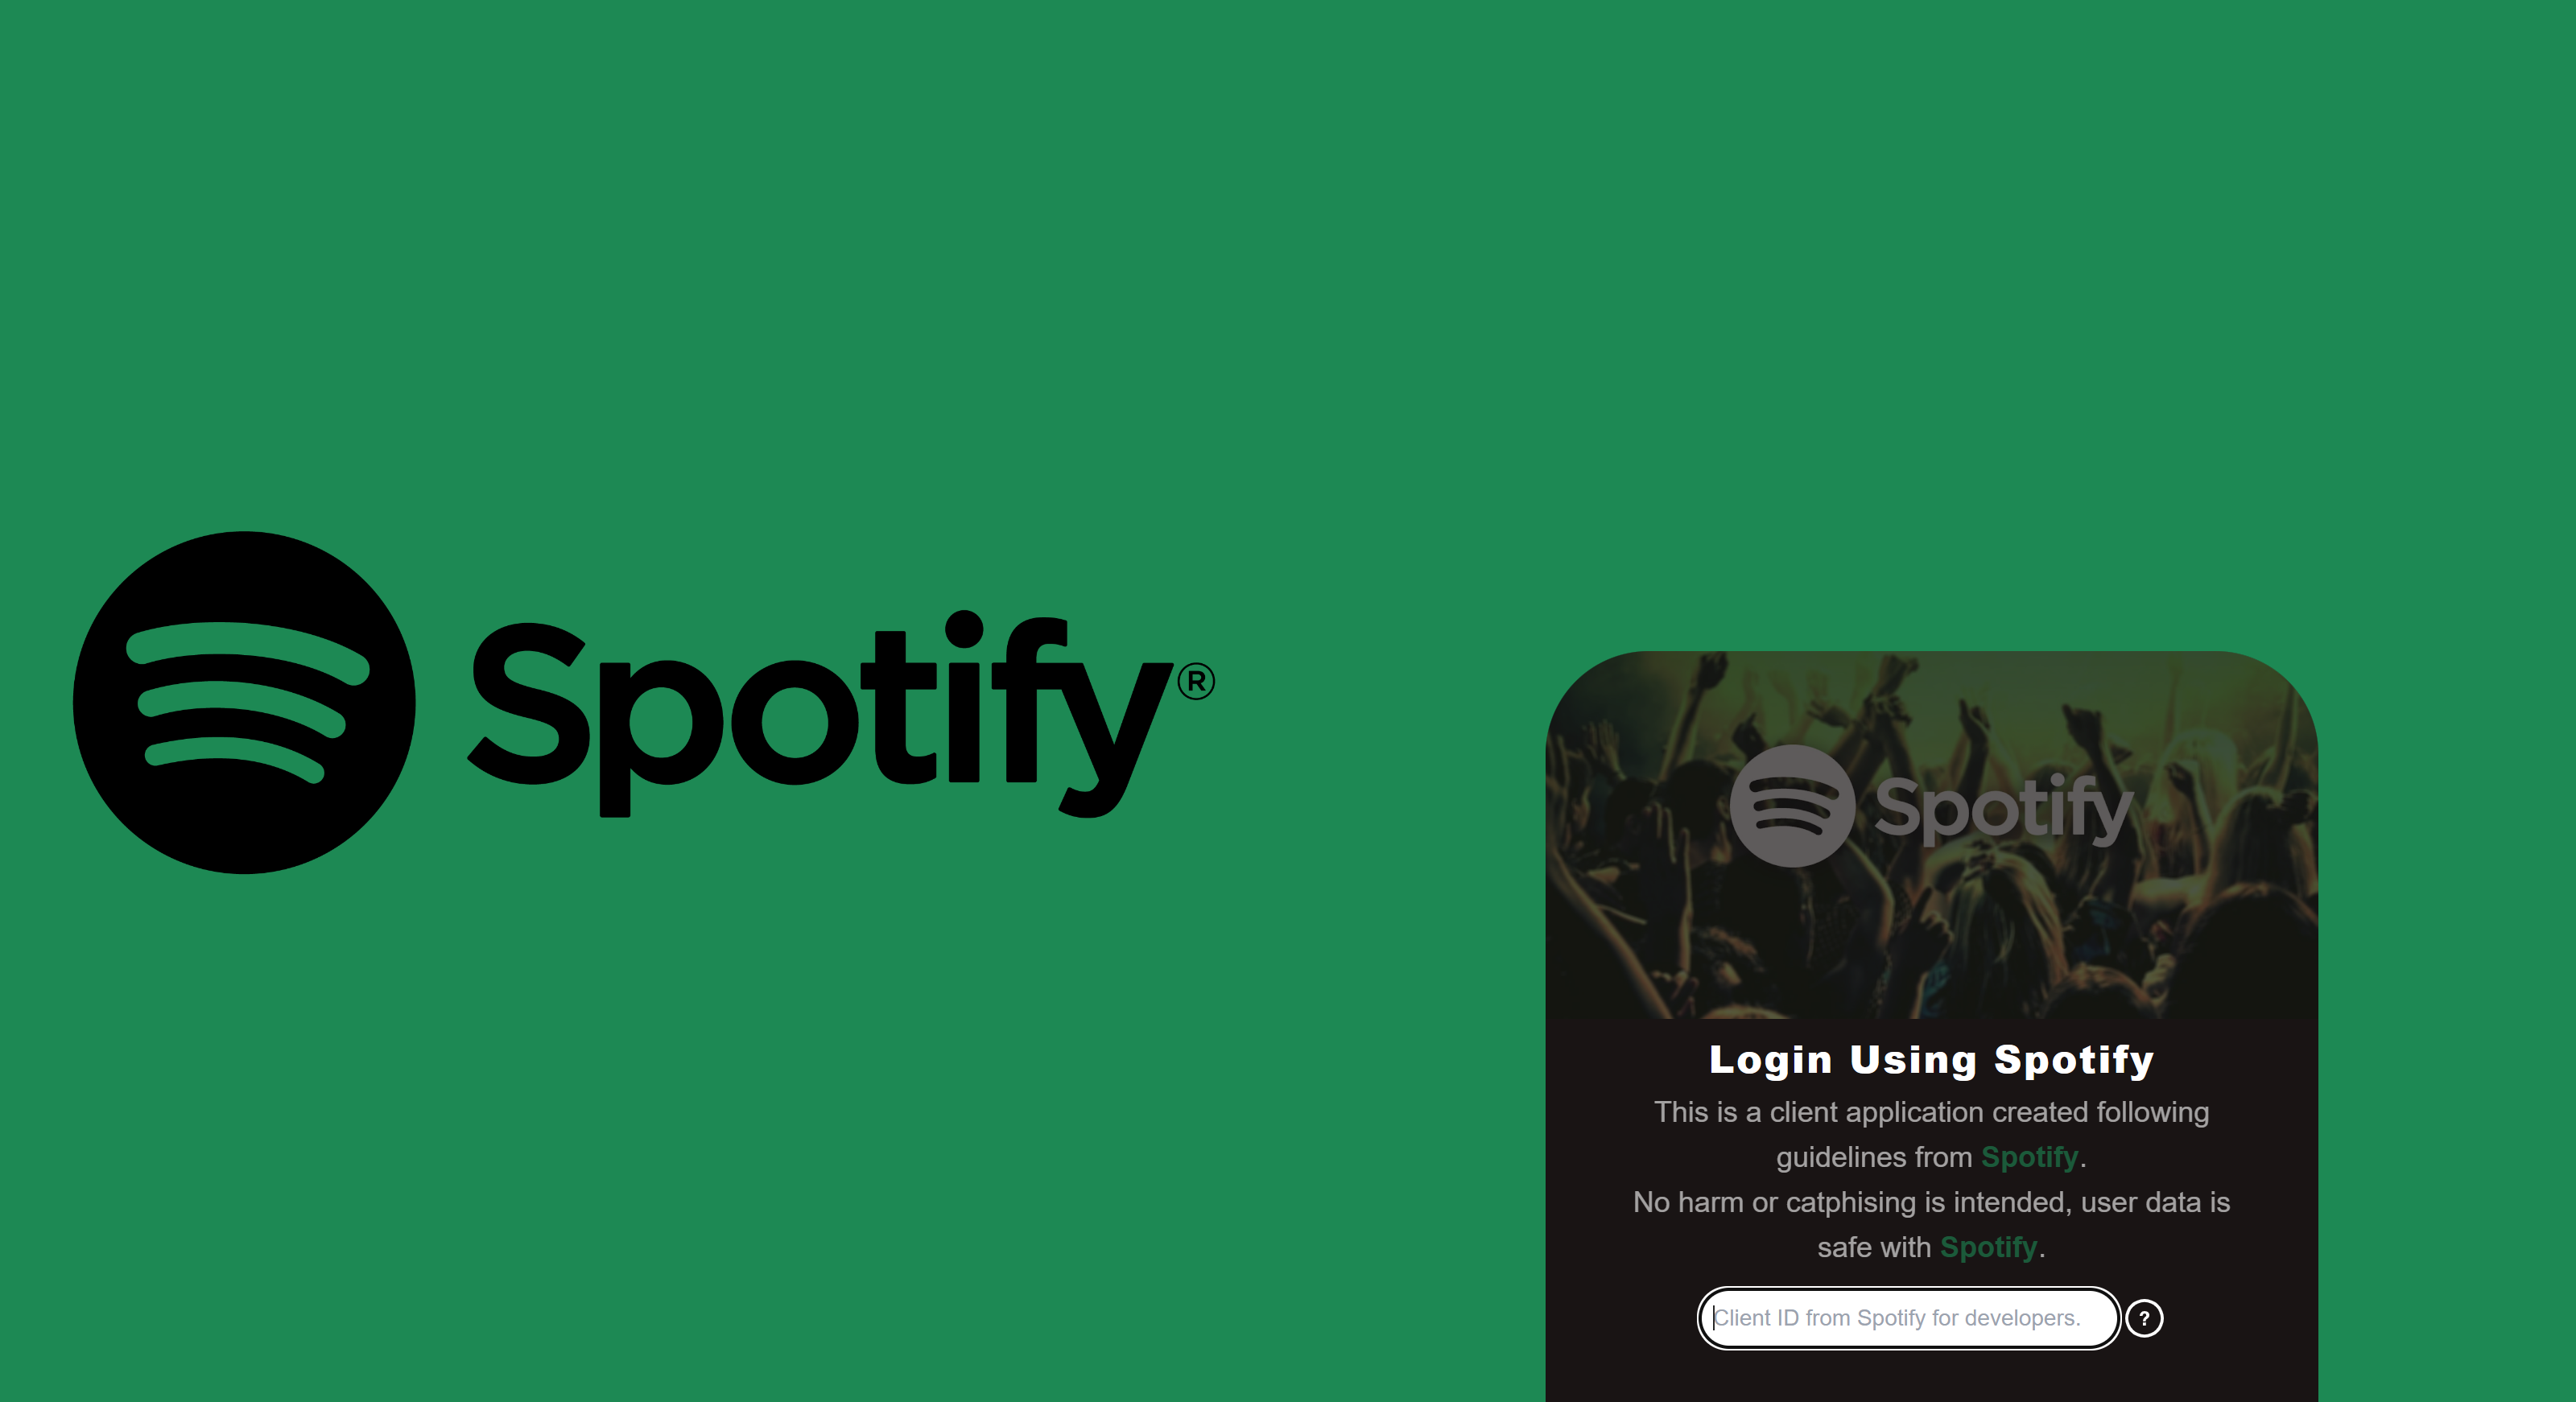 Spotify®
Spotify
Login Using Spotify
This is a client application created following
guidelines from Spotify.
No harm or catphising is intended, user data is
safe with Spotify.
Client ID from Spotify for developers.
?